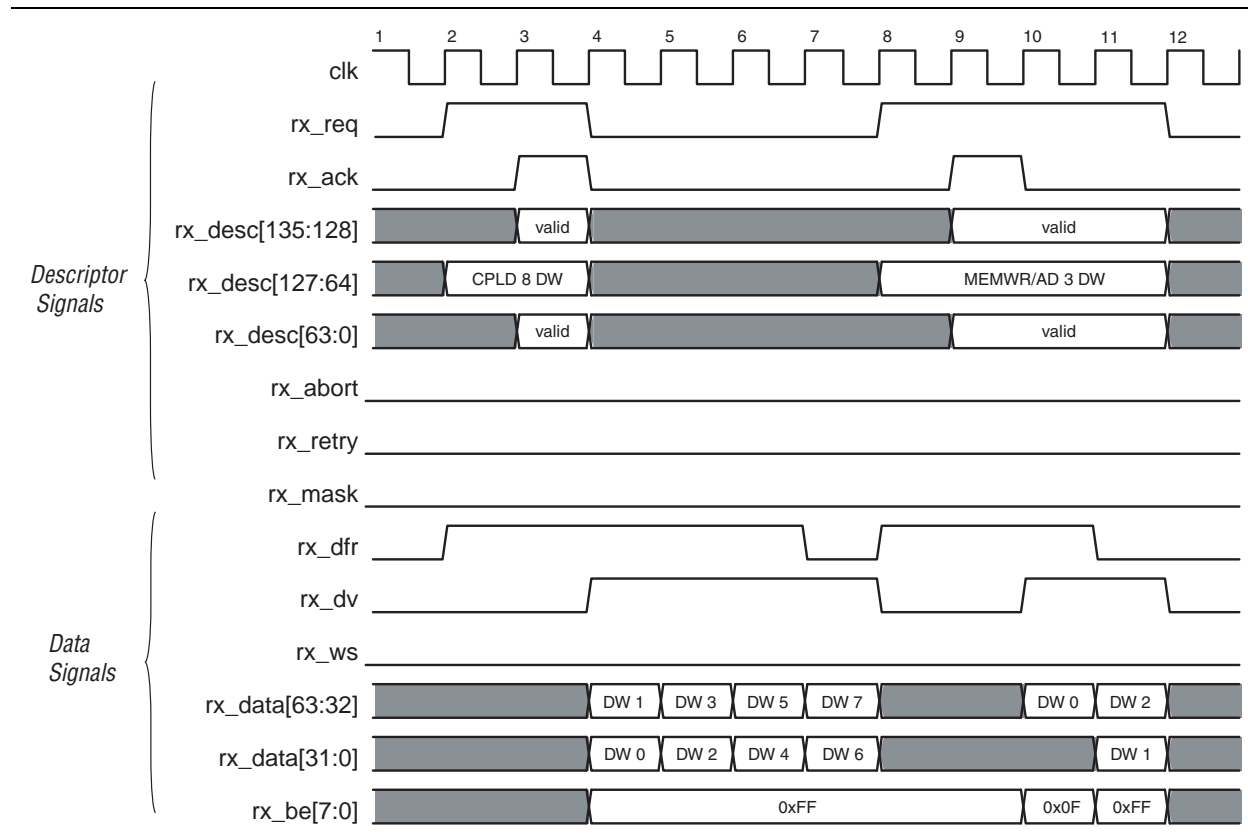 1 2 3 4 5 6 7 8 9 10 11 12
clk
rx_req
rx_ack
rx_desc[135:128] valid valid
Descriptor
Signals
rx_desc[127:64] CPLD 8 DW MEMWR/AD 3 DW
rx_desc[63:0] valid valid
rx_abort
rx_retry
rx_mask
rx_dfr
rx_dv
Data
Signals
rx_ws
rx_data[63:32] DW 1 DW 3 DW 5 DW 7 DW 0 DW 2
rx_data[31:0] DW 0 DW 2 DW 4 DW 6 DW 1
rx_be[7:0] 0xFF 0x0F 0xFF